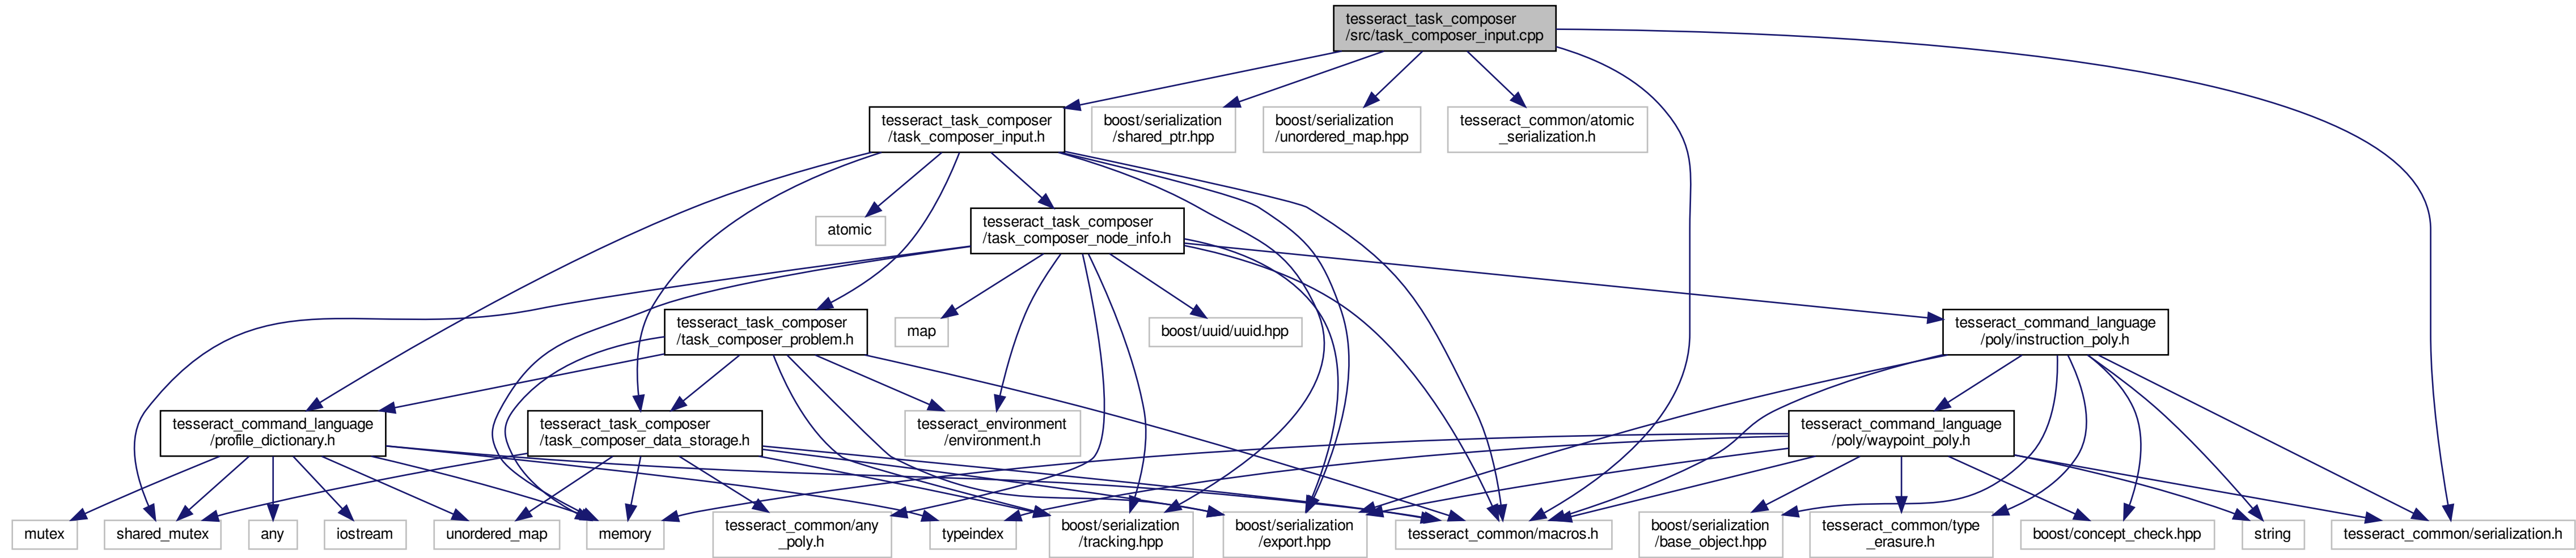 tesseract_task_composer
/src/task_composer_input.cpp
tesseract_task_composer
/task_composer_input.h
boost/serialization
/shared_ptr.hpp
boost/serialization
/unordered_map.hpp
tesseract_common/atomic
_serialization.h
atomic
tesseract_task_composer
/task_composer_node_info.h
tesseract_task_composer
/task_composer_problem.h
map
boost/uuid/uuid.hpp
tesseract_command_language
/poly/instruction_poly.h
tesseract_command_language
/profile_dictionary.h
tesseract_task_composer
/task_composer_data_storage.h
tesseract_environment
/environment.h
tesseract_command_language
/poly/waypoint_poly.h
mutex
shared_mutex
any
iostream
unordered_map
memory
tesseract_common/any
_poly.h
typeindex
boost/serialization
/tracking.hpp
boost/serialization
/export.hpp
tesseract_common/macros.h
boost/serialization
/base_object.hpp
tesseract_common/type
_erasure.h
boost/concept_check.hpp
string
tesseract_common/serialization.h